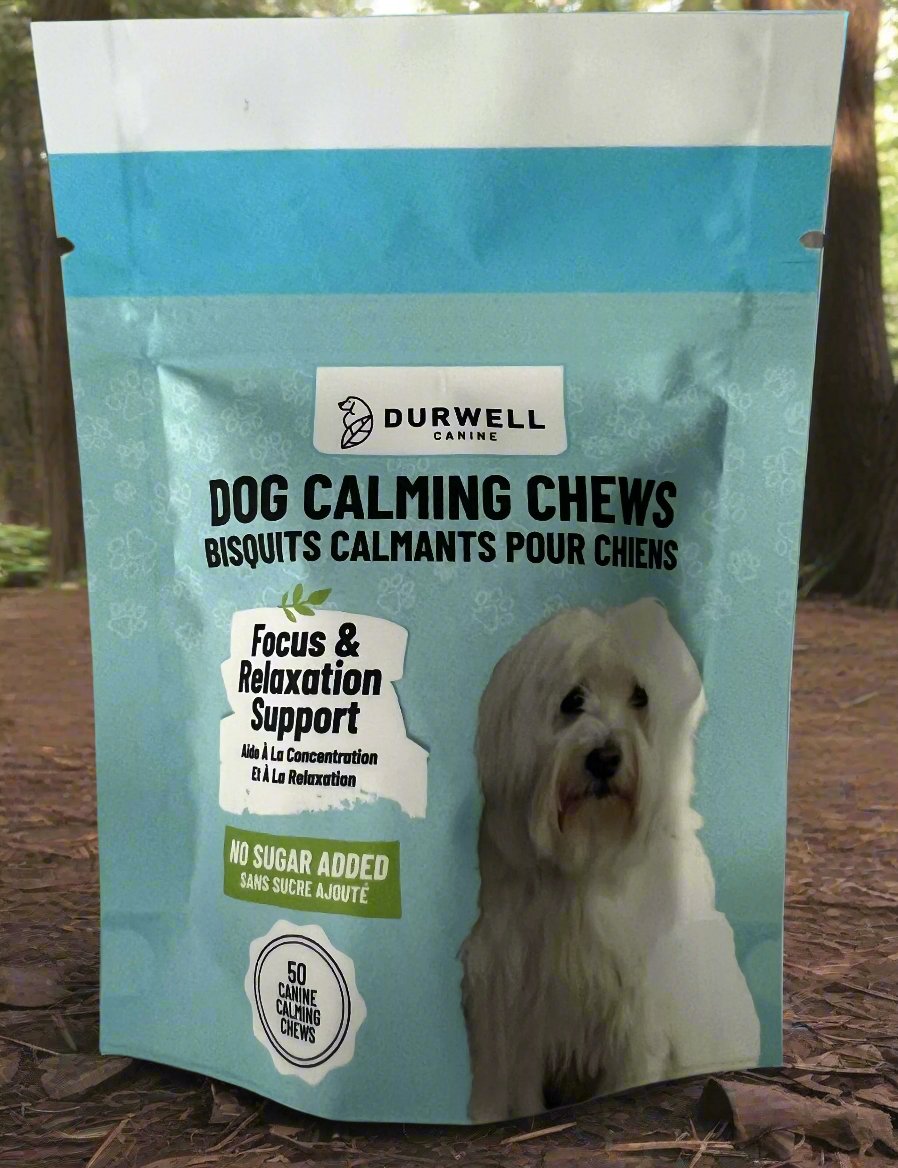 DURWELL
CANINE
DOG CALMING CHEWS
BISQUITS CALMANTS POUR CHIENS
Focus &
Relaxation
Support
Aide À La Concentration
Et À La Relaxation
NO SUGAR ADDED
SANS SUCRE AJOUTÉ
50
CANINE
CALMING
CHEWS